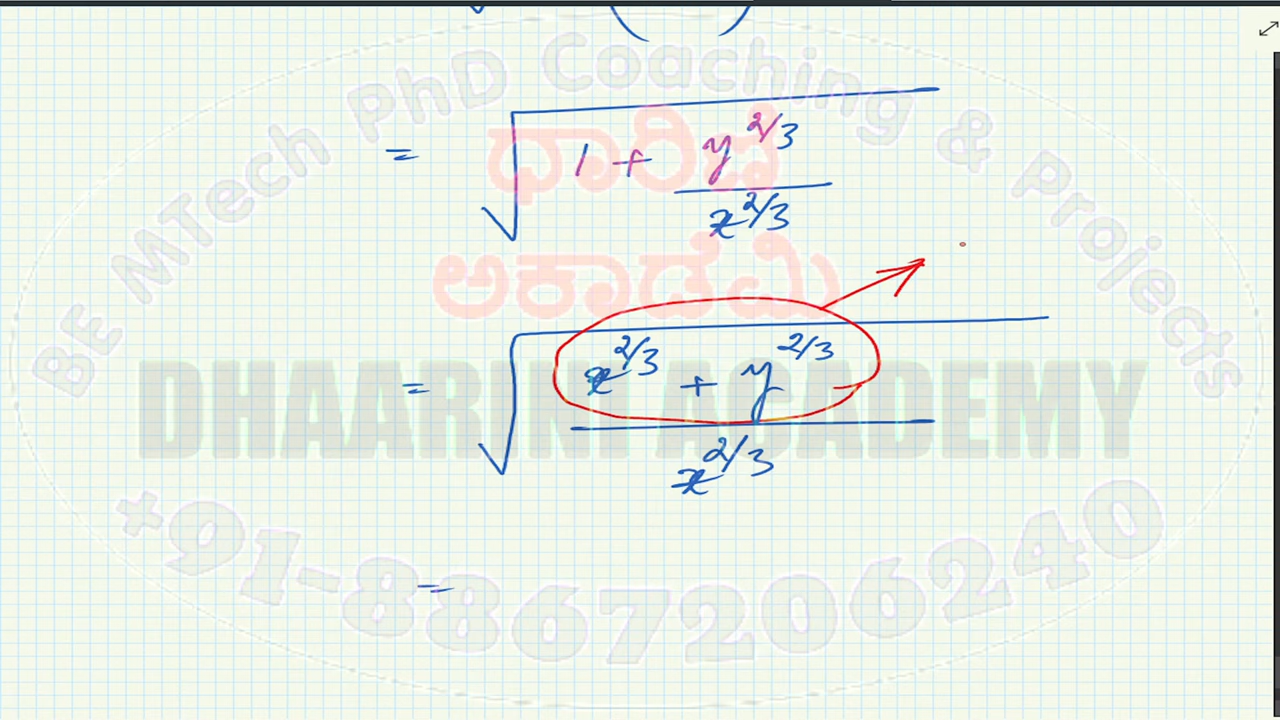 BE MTech PhD Coaching & Projects
= √(1 + y^2/3 / x^2/3)
ಧಾರಿಣಿ
ಅಕಾಡೆಮಿ
= √(x^2/3 + y^2/3 / x^2/3)
DHAARINI ACADEMY
=
+91-8867206240